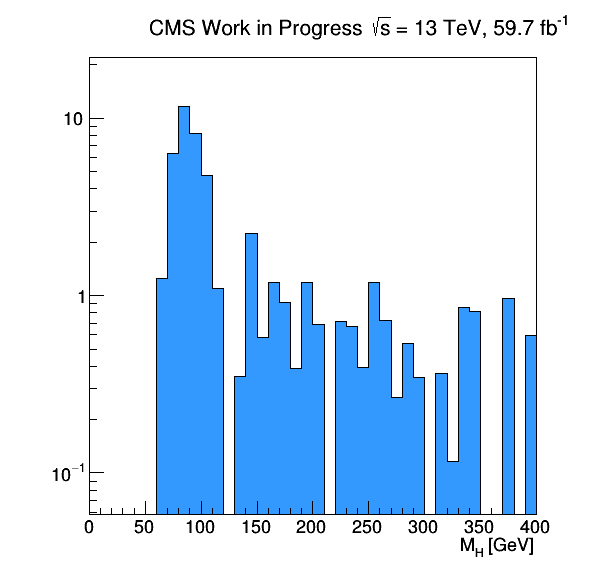 CMS Work in Progress √s = 13 TeV, 59.7 fb⁻¹
10
1
10⁻¹
0 50 100 150 200 250 300 350 400
M_H [GeV]